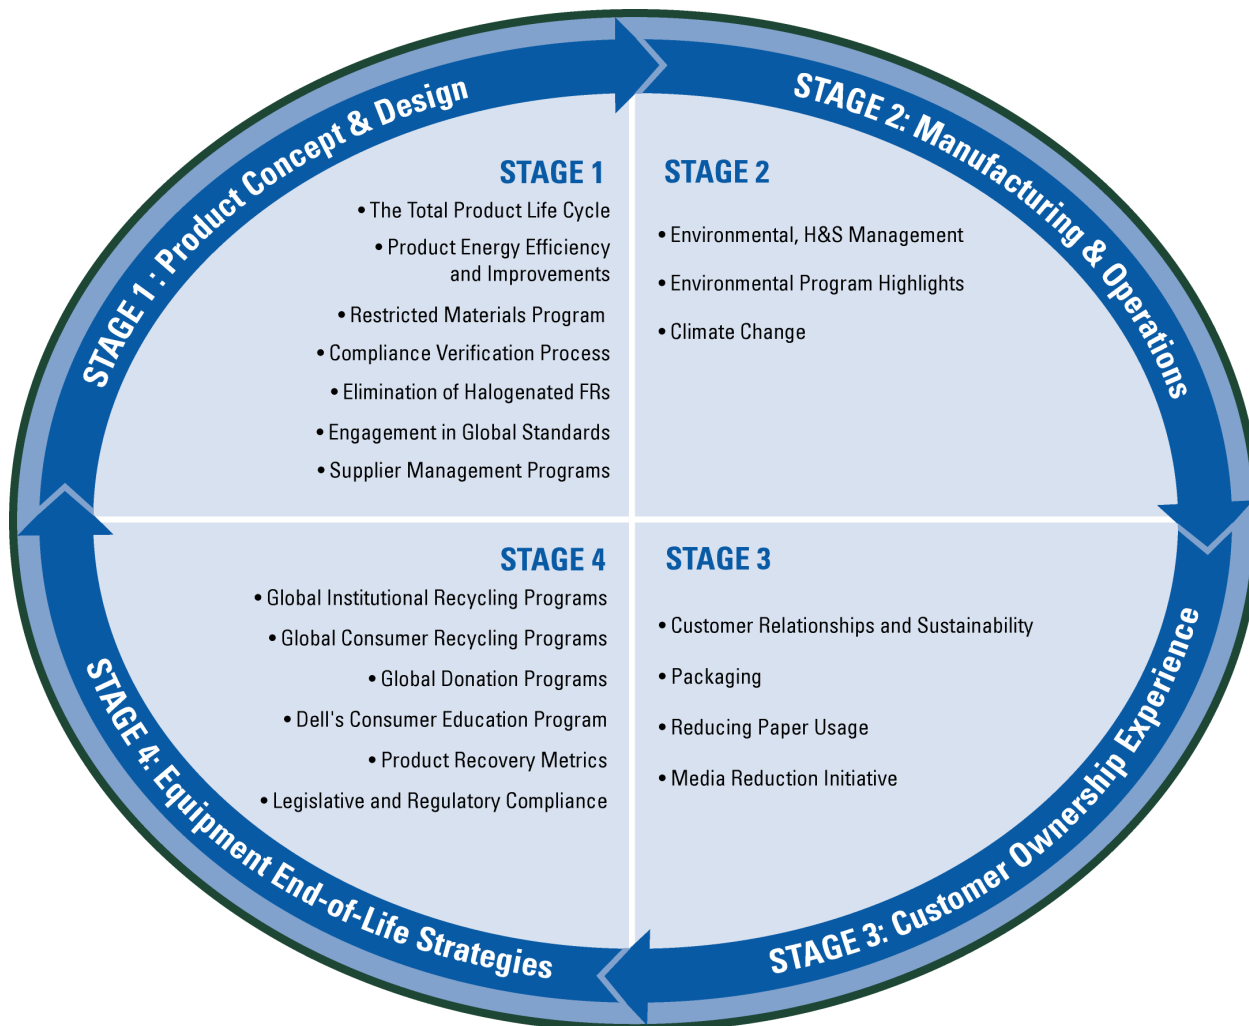 STAGE 1 : Product Concept & Design
STAGE 2: Manufacturing & Operations
STAGE 1
• The Total Product Life Cycle
• Product Energy Efficiency
and Improvements
• Restricted Materials Program
• Compliance Verification Process
• Elimination of Halogenated FRs
• Engagement in Global Standards
• Supplier Management Programs
STAGE 2
• Environmental, H&S Management
• Environmental Program Highlights
• Climate Change
STAGE 4
• Global Institutional Recycling Programs
• Global Consumer Recycling Programs
• Global Donation Programs
• Dell's Consumer Education Program
• Product Recovery Metrics
• Legislative and Regulatory Compliance
STAGE 3
• Customer Relationships and Sustainability
• Packaging
• Reducing Paper Usage
• Media Reduction Initiative
STAGE 4: Equipment End-of-Life Strategies
STAGE 3: Customer Ownership Experience